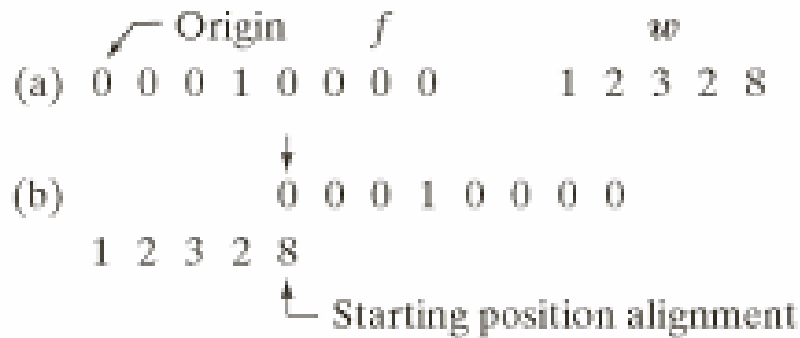 Origin f w
(a) 0 0 0 1 0 0 0 0 1 2 3 2 8
(b) 0 0 0 1 0 0 0 0
1 2 3 2 8
Starting position alignment